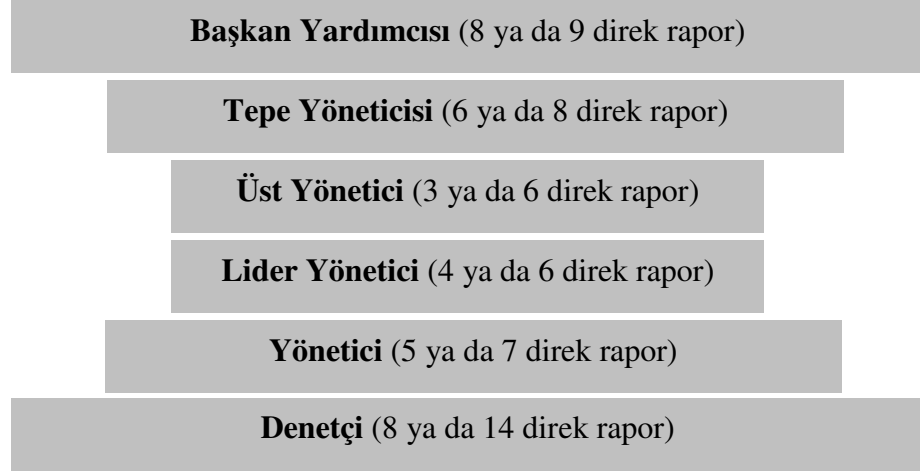 Başkan Yardımcısı (8 ya da 9 direk rapor)
Tepe Yöneticisi (6 ya da 8 direk rapor)
Üst Yönetici (3 ya da 6 direk rapor)
Lider Yönetici (4 ya da 6 direk rapor)
Yönetici (5 ya da 7 direk rapor)
Denetçi (8 ya da 14 direk rapor)